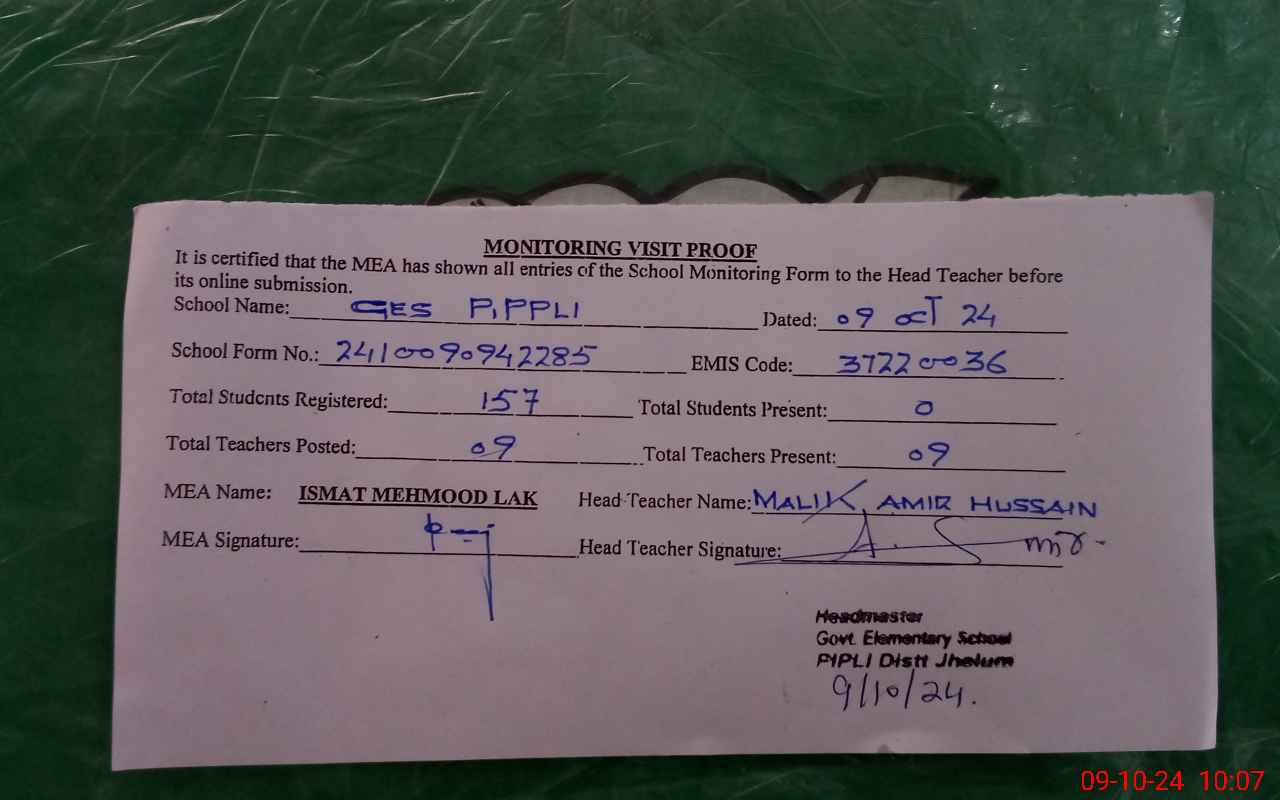 MONITORING VISIT PROOF
It is certified that the MEA has shown all entries of the School Monitoring Form to the Head Teacher before
its online submission.
School Name: GES PIPPLI Dated: 09 OCT 24
School Form No.: 2410090942285 EMIS Code: 37220036
Total Students Registered: 157 Total Students Present: 0
Total Teachers Posted: 09 Total Teachers Present: 09
MEA Name: ISMAT MEHMOOD LAK Head Teacher Name: MALIK AMIR HUSSAIN
MEA Signature: Head Teacher Signature:
Headmaster
Govt. Elementary School
PIPLI Distt Jhelum
9/10/24.
09-10-24 10:07